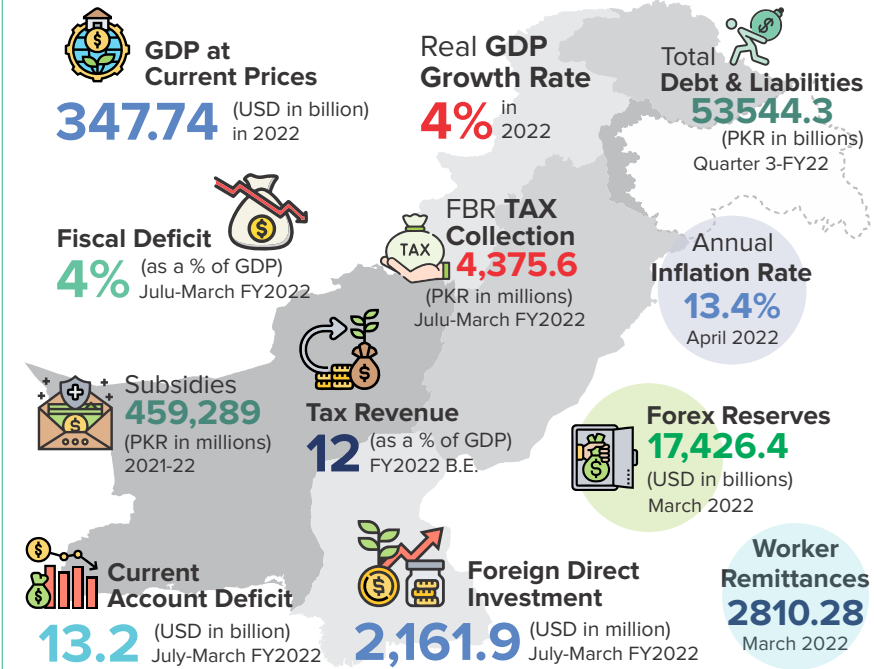 GDP at
Current Prices
347.74 (USD in billion)
in 2022
Real GDP
Growth Rate
4% in
2022
$
Total
Debt & Liabilities
53544.3
(PKR in billions)
Quarter 3-FY22
Fiscal Deficit
4% (as a % of GDP)
Julu-March FY2022
TAX
FBR TAX
Collection
4,375.6
(PKR in millions)
Julu-March FY2022
Annual
Inflation Rate
13.4%
April 2022
Subsidies
459,289
(PKR in millions)
2021-22
Tax Revenue
12 (as a % of GDP)
FY2022 B.E.
Forex Reserves
17,426.4
(USD in billions)
March 2022
Current
Account Deficit
13.2 (USD in billion)
July-March FY2022
Foreign Direct
Investment
2,161.9 (USD in million)
July-March FY2022
Worker
Remittances
2810.28
March 2022